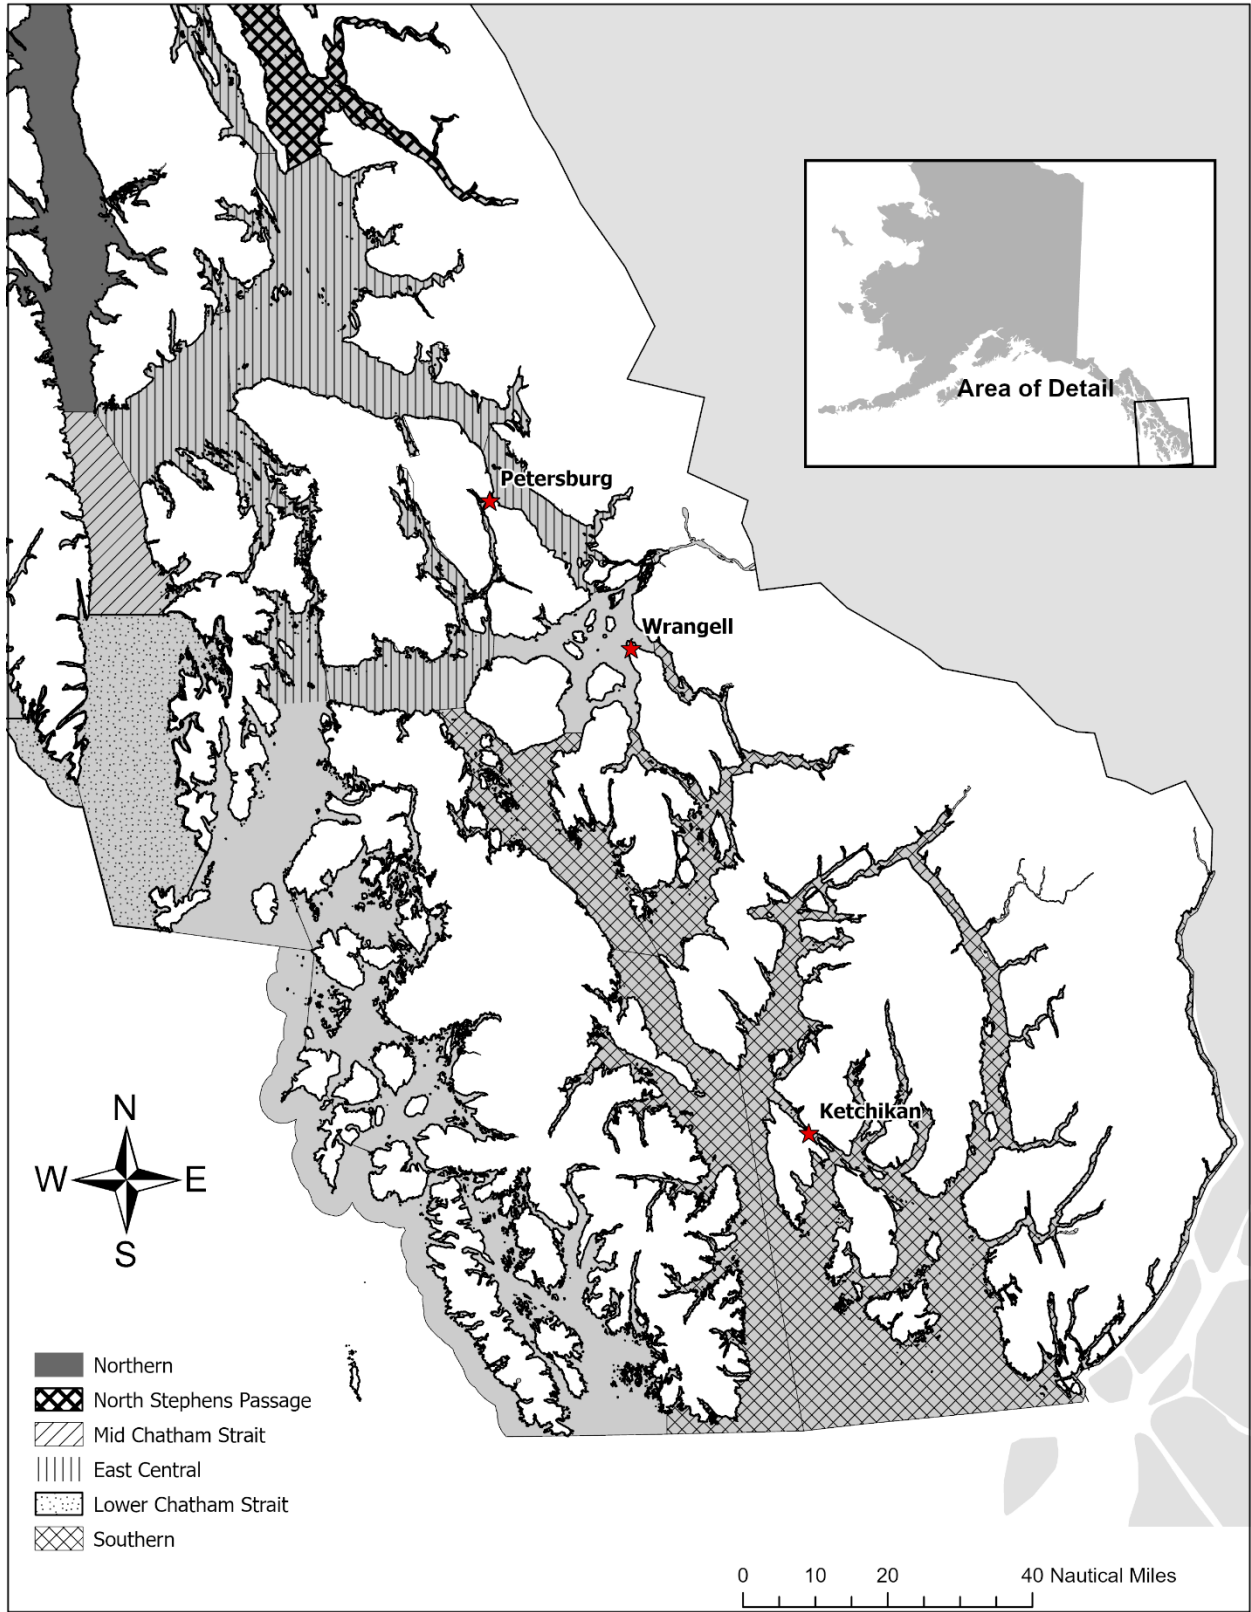 Area of Detail
Petersburg
Wrangell
Ketchikan
N
W E
S
Northern
North Stephens Passage
Mid Chatham Strait
East Central
Lower Chatham Strait
Southern
0 10 20 40 Nautical Miles